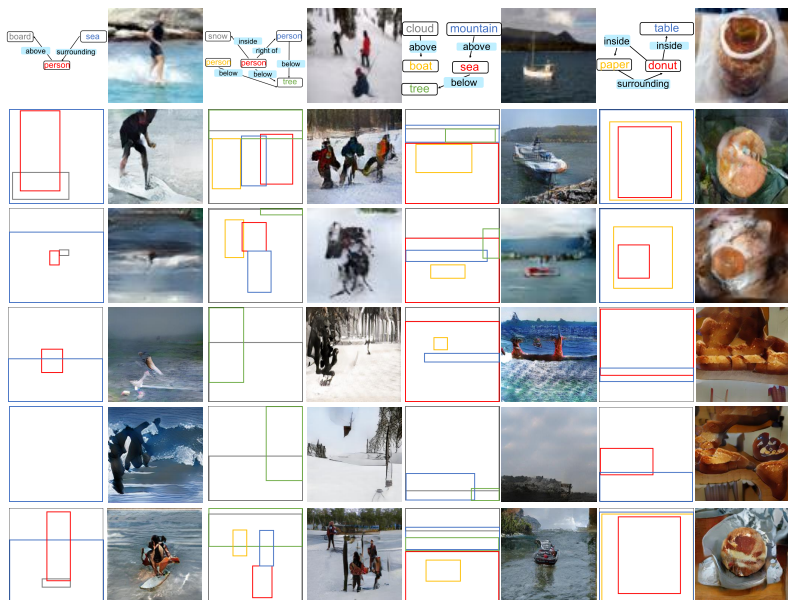 board
sea
above
surrounding
person
snow
person
inside
right of
person
person
below
below
below
tree
cloud
mountain
above
above
boat
sea
tree
below
table
inside
inside
paper
donut
surrounding